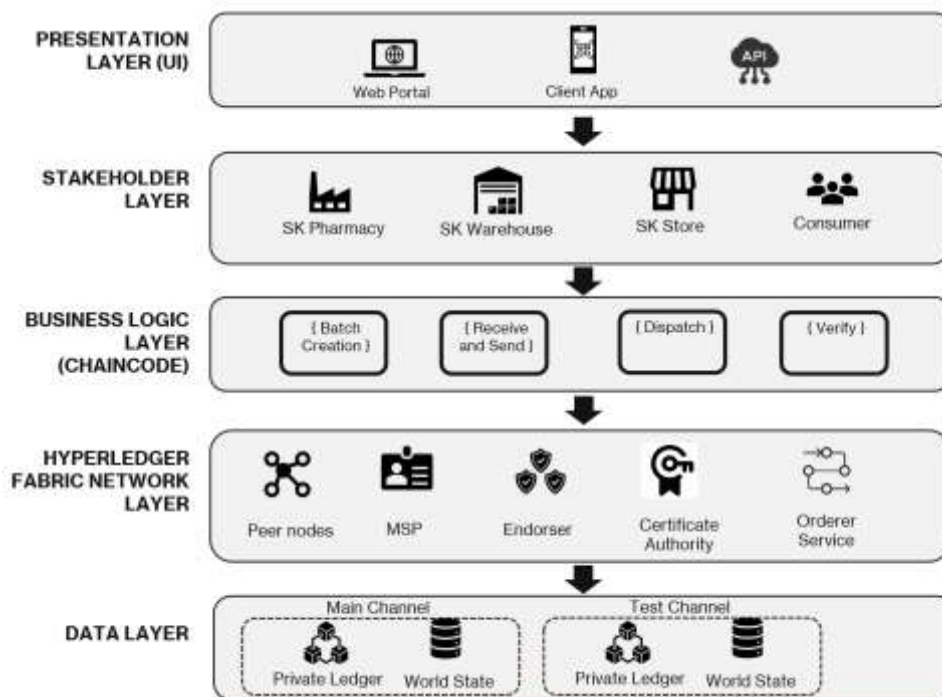 PRESENTATION
LAYER (UI)
Web Portal
Client App
API
STAKEHOLDER
LAYER
SK Pharmacy
SK Warehouse
SK Store
Consumer
BUSINESS LOGIC
LAYER
(CHAINCODE)
{ Batch
Creation }
{ Receive
and Send }
{ Dispatch }
{ Verify }
HYPERLEDGER
FABRIC NETWORK
LAYER
Peer nodes
MSP
Endorser
Certificate
Authority
Orderer
Service
DATA LAYER
Main Channel
Private Ledger
World State
Test Channel
Private Ledger
World State